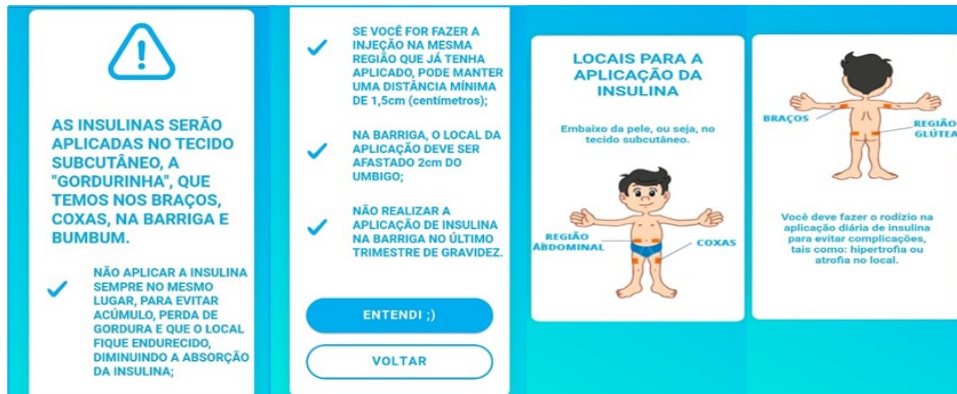 AS INSULINAS SERÃO
APLICADAS NO TECIDO
SUBCUTÂNEO, A
"GORDURINHA", QUE
TEMOS NOS BRAÇOS,
COXAS, NA BARRIGA E
BUMBUM.
NÃO APLICAR A INSULINA
SEMPRE NO MESMO
LUGAR, PARA EVITAR
ACÚMULO, PERDA DE
GORDURA E QUE O LOCAL
FIQUE ENDURECIDO,
DIMINUINDO A ABSORÇÃO
DA INSULINA;
SE VOCÊ FOR FAZER A
INJEÇÃO NA MESMA
REGIÃO QUE JÁ TENHA
APLICADO, PODE MANTER
UMA DISTÂNCIA MÍNIMA
DE 1,5cm (centímetros);
NA BARRIGA, O LOCAL DA
APLICAÇÃO DEVE SER
AFASTADO 2cm DO
UMBIGO;
NÃO REALIZAR A
APLICAÇÃO DE INSULINA
NA BARRIGA NO ÚLTIMO
TRIMESTRE DE GRAVIDEZ.
ENTENDI ;)
VOLTAR
LOCAIS PARA A
APLICAÇÃO DA
INSULINA
Embaixo da pele, ou seja, no
tecido subcutâneo.
REGIÃO
ABDOMINAL
COXAS
BRAÇOS
REGIÃO
GLÚTEA
Você deve fazer o rodízio na
aplicação diária de insulina
para evitar complicações,
tais como: hipertrofia ou
atrofia no local.